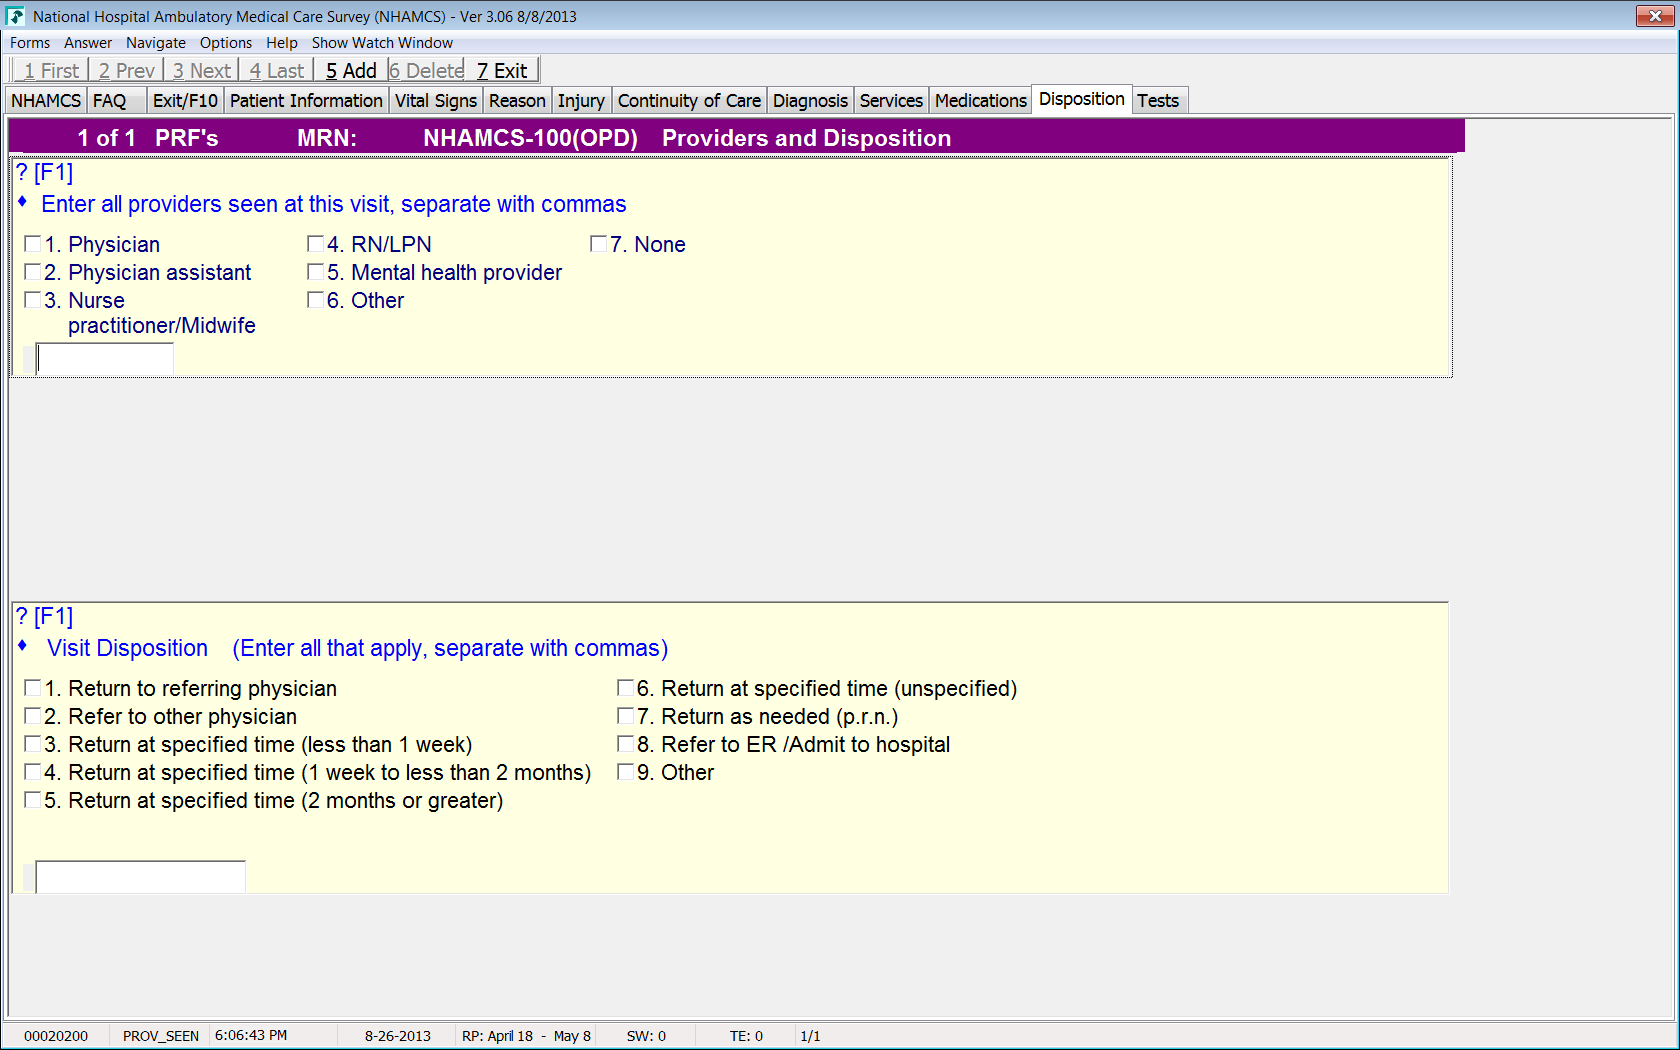 National Hospital Ambulatory Medical Care Survey (NHAMCS) - Ver 3.06 8/8/2013
Forms Answer Navigate Options Help Show Watch Window
1 First 2 Prev 3 Next 4 Last 5 Add 6 Delete 7 Exit
NHAMCS FAQ Exit/F10 Patient Information Vital Signs Reason Injury Continuity of Care Diagnosis Services Medications Disposition Tests
1 of 1 PRF's MRN: NHAMCS-100(OPD) Providers and Disposition
? [F1]
♦ Enter all providers seen at this visit, separate with commas
1. Physician
2. Physician assistant
3. Nurse
practitioner/Midwife
4. RN/LPN
5. Mental health provider
6. Other
7. None
? [F1]
♦ Visit Disposition (Enter all that apply, separate with commas)
1. Return to referring physician
2. Refer to other physician
3. Return at specified time (less than 1 week)
4. Return at specified time (1 week to less than 2 months)
5. Return at specified time (2 months or greater)
6. Return at specified time (unspecified)
7. Return as needed (p.r.n.)
8. Refer to ER /Admit to hospital
9. Other
00020200 PROV_SEEN 6:06:43 PM 8-26-2013 RP: April 18 - May 8 SW: 0 TE: 0 1/1